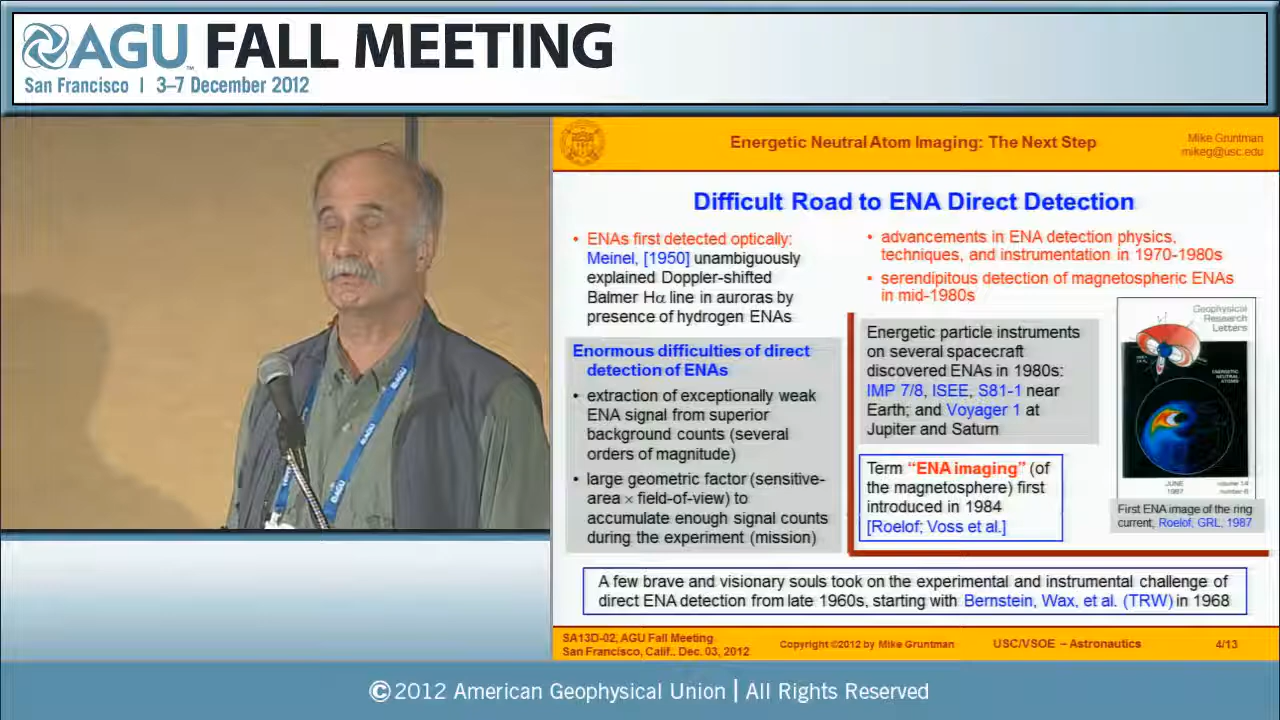 AGU FALL MEETING
San Francisco | 3–7 December 2012
Energetic Neutral Atom Imaging: The Next Step
Mike Gruntman
mikeg@usc.edu
Difficult Road to ENA Direct Detection
• ENAs first detected optically:
Meinel, [1950] unambiguously
explained Doppler-shifted
Balmer Hα line in auroras by
presence of hydrogen ENAs
Enormous difficulties of direct
detection of ENAs
• extraction of exceptionally weak
ENA signal from superior
background counts (several
orders of magnitude)
• large geometric factor (sensitive-
area × field-of-view) to
accumulate enough signal counts
during the experiment (mission)
• advancements in ENA detection physics,
techniques, and instrumentation in 1970-1980s
• serendipitous detection of magnetospheric ENAs
in mid-1980s
Energetic particle instruments
on several spacecraft
discovered ENAs in 1980s:
IMP 7/8, ISEE, S81-1 near
Earth; and Voyager 1 at
Jupiter and Saturn
Term “ENA imaging” (of
the magnetosphere) first
introduced in 1984
[Roelof; Voss et al.]
Geophysical
Research
Letters
ENERGETIC
NEUTRAL
ATOMS
JUNE
1987
volume 14
number 6
First ENA image of the ring
current, Roelof, GRL, 1987
A few brave and visionary souls took on the experimental and instrumental challenge of
direct ENA detection from late 1960s, starting with Bernstein, Wax, et al. (TRW) in 1968
SA13D-02, AGU Fall Meeting
San Francisco, Calif.. Dec. 03, 2012
Copyright ©2012 by Mike Gruntman
USC/VSOE – Astronautics
4/13
AGU
AGU
©2012 American Geophysical Union | All Rights Reserved